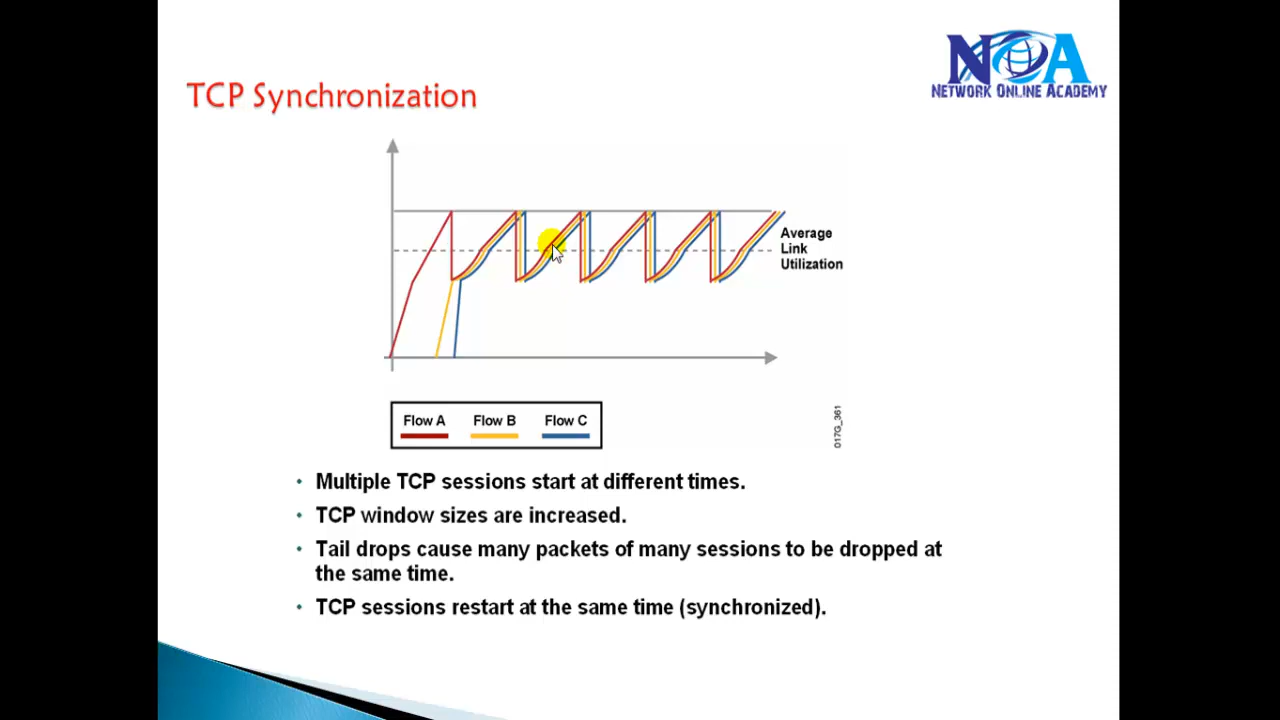 NOA
NETWORK ONLINE ACADEMY
TCP Synchronization
Average
Link
Utilization
Flow A
Flow B
Flow C
017G_361
• Multiple TCP sessions start at different times.
• TCP window sizes are increased.
• Tail drops cause many packets of many sessions to be dropped at
the same time.
• TCP sessions restart at the same time (synchronized).